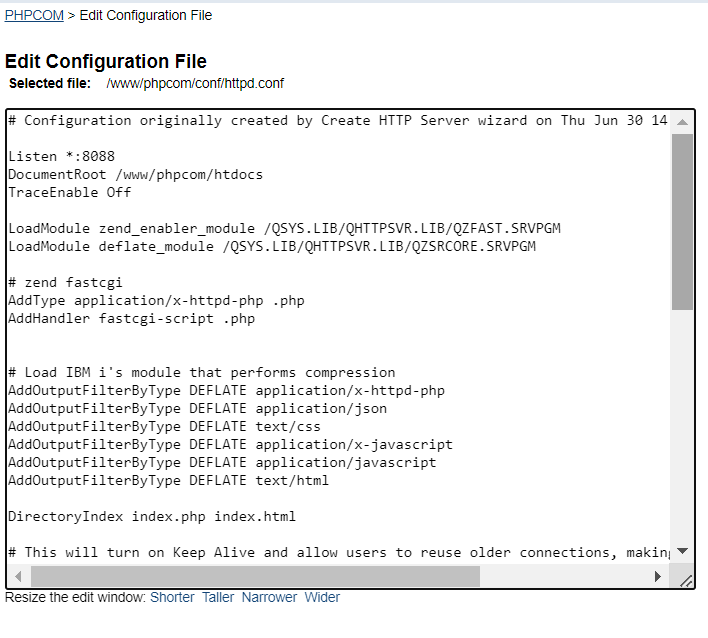 PHPCOM > Edit Configuration File
Edit Configuration File
Selected file: /www/phpcom/conf/httpd.conf
# Configuration originally created by Create HTTP Server wizard on Thu Jun 30 14
Listen *:8088
DocumentRoot /www/phpcom/htdocs
TraceEnable Off
LoadModule zend_enabler_module /QSYS.LIB/QHTTPSVR.LIB/QZFAST.SRVPGM
LoadModule deflate_module /QSYS.LIB/QHTTPSVR.LIB/QZSRCORE.SRVPGM
# zend fastcgi
AddType application/x-httpd-php .php
AddHandler fastcgi-script .php
# Load IBM i's module that performs compression
AddOutputFilterByType DEFLATE application/x-httpd-php
AddOutputFilterByType DEFLATE application/json
AddOutputFilterByType DEFLATE text/css
AddOutputFilterByType DEFLATE application/x-javascript
AddOutputFilterByType DEFLATE application/javascript
AddOutputFilterByType DEFLATE text/html
DirectoryIndex index.php index.html
# This will turn on Keep Alive and allow users to reuse older connections, makin
Resize the edit window: Shorter Taller Narrower Wider